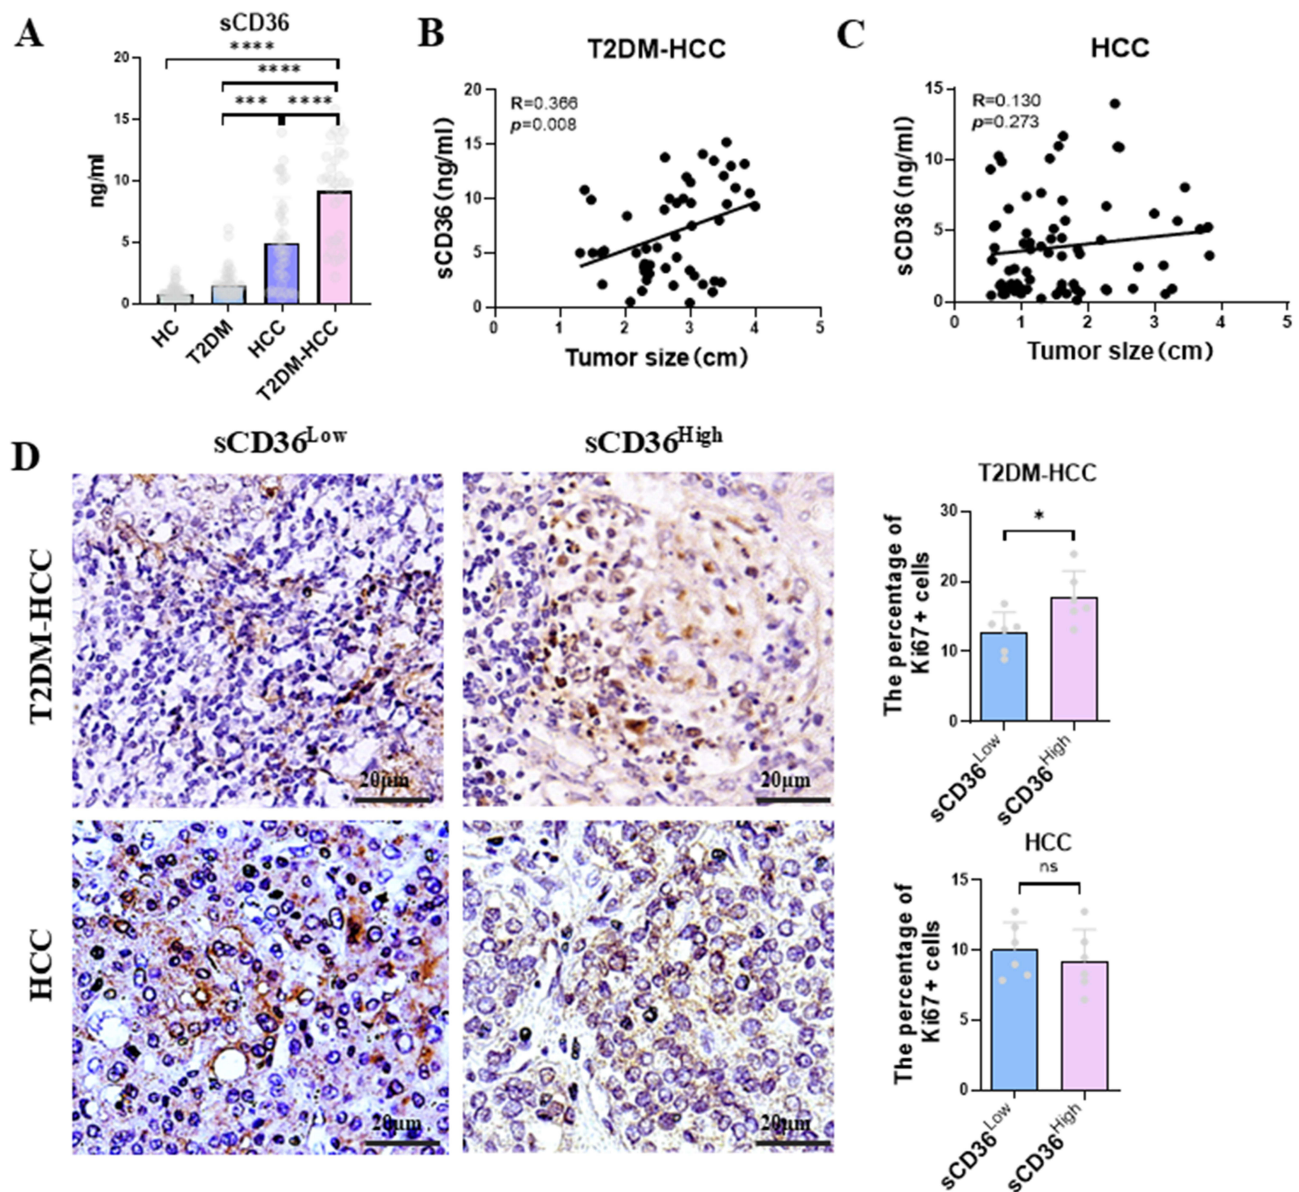 A
sCD36
****
****
*** ****
ng/ml
20
15
10
5
0
HC
T2DM
HCC
T2DM-HCC
B
T2DM-HCC
R=0.366
p=0.008
sCD36 (ng/ml)
20
15
10
5
0
0 1 2 3 4 5
Tumor size (cm)
C
HCC
R=0.130
p=0.273
sCD36 (ng/ml)
15
10
5
0
0 1 2 3 4 5
Tumor size (cm)
D
sCD36Low
sCD36High
T2DM-HCC
20µm
20µm
HCC
20µm
20µm
T2DM-HCC
The percentage of
Ki67 + cells
30
20
10
0
*
sCD36Low
sCD36High
HCC
ns
The percentage of
Ki67 + cells
15
10
5
0
sCD36Low
sCD36High